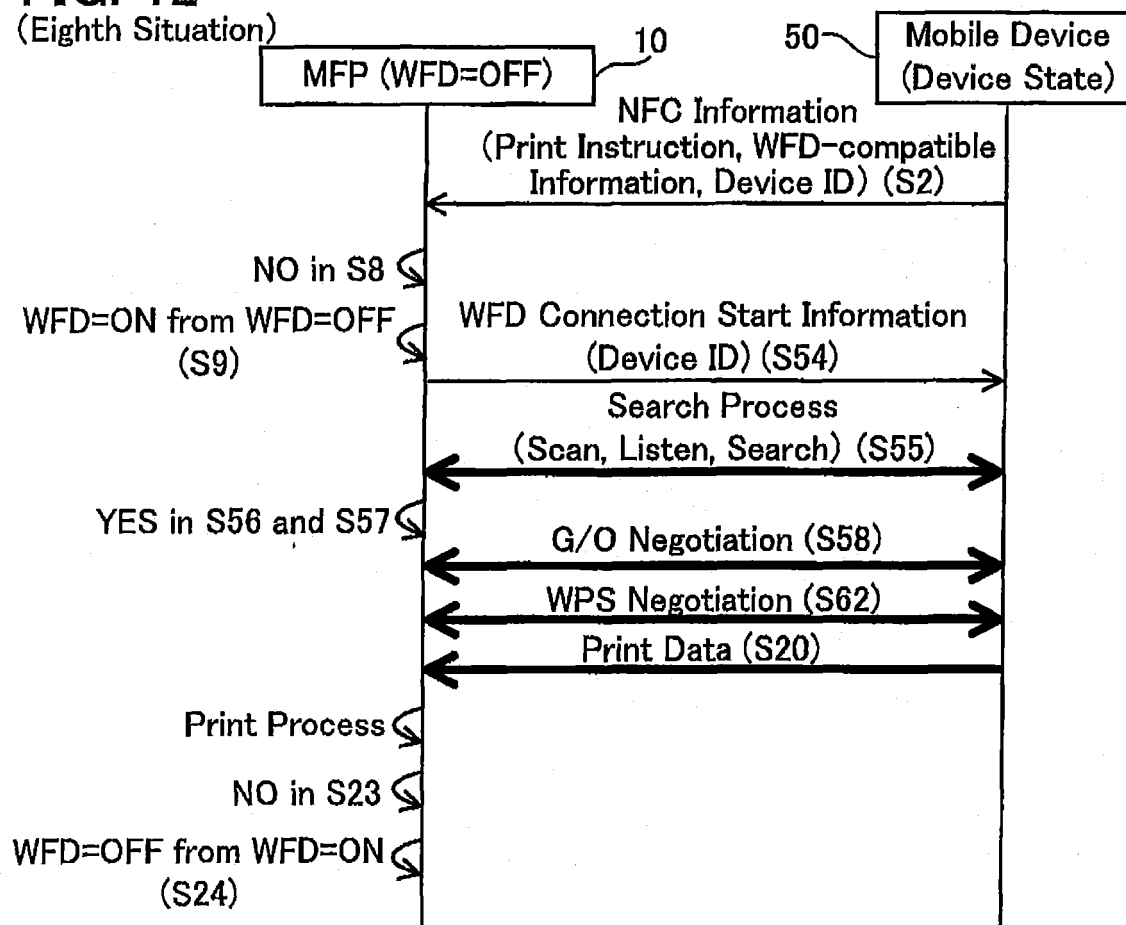 (Eighth Situation)
10
50
MFP (WFD=OFF)
Mobile Device
(Device State)
NFC Information
(Print Instruction, WFD-compatible
Information, Device ID) (S2)
NO in S8
WFD=ON from WFD=OFF
(S9)
WFD Connection Start Information
(Device ID) (S54)
Search Process
(Scan, Listen, Search) (S55)
YES in S56 and S57
G/O Negotiation (S58)
WPS Negotiation (S62)
Print Data (S20)
Print Process
NO in S23
WFD=OFF from WFD=ON
(S24)